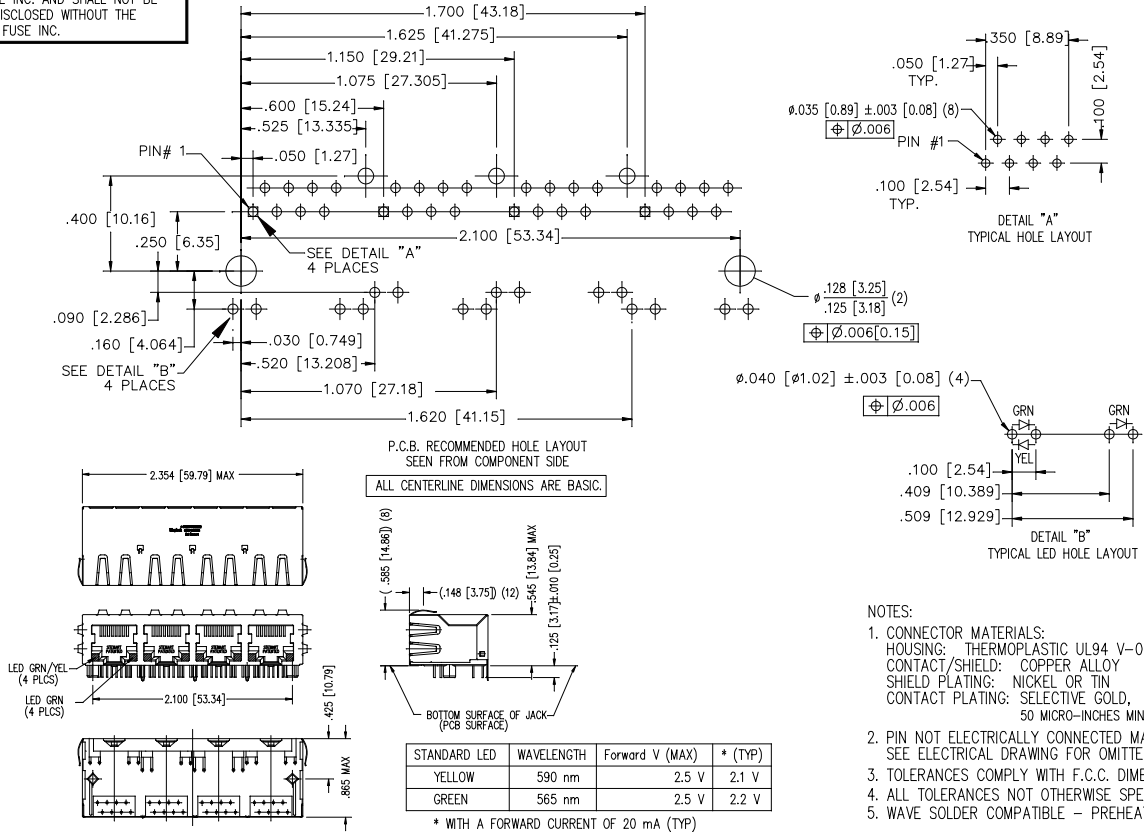 E INC. AND SHALL NOT BE
ISCLOSED WITHOUT THE
FUSE INC.
1.700 [43.18]
1.625 [41.275]
1.150 [29.21]
1.075 [27.305]
.600 [15.24]
.525 [13.335]
PIN# 1
.050 [1.27]
.400 [10.16]
.250 [6.35]
SEE DETAIL "A"
4 PLACES
2.100 [53.34]
.090 [2.286]
.160 [4.064]
.030 [0.749]
SEE DETAIL "B"
4 PLACES
.520 [13.208]
1.070 [27.18]
1.620 [41.15]
ø .128 [3.25]
.125 [3.18] (2)
⌖ Ø.006[0.15]
P.C.B. RECOMMENDED HOLE LAYOUT
SEEN FROM COMPONENT SIDE
ALL CENTERLINE DIMENSIONS ARE BASIC.
.350 [8.89]
.050 [1.27]
TYP.
.100 [2.54]
ø.035 [0.89] ±.003 [0.08] (8)
⌖ Ø.006
PIN #1
.100 [2.54]
TYP.
DETAIL "A"
TYPICAL HOLE LAYOUT
ø.040 [ø1.02] ±.003 [0.08] (4)
⌖ Ø.006
GRN
GRN
YEL
.100 [2.54]
.409 [10.389]
.509 [12.929]
DETAIL "B"
TYPICAL LED HOLE LAYOUT
2.354 [59.79] MAX
STEWART
PATENTED
STEWART
PATENTED
STEWART
PATENTED
STEWART
PATENTED
LED GRN/YEL
(4 PLCS)
LED GRN
(4 PLCS)
2.100 [53.34]
.425 [10.79]
.865 MAX
( .585 [14.86]) (8)
(.148 [3.75]) (12)
.545 [13.84] MAX
.125 [3.17]±.010 [0.25]
BOTTOM SURFACE OF JACK
(PCB SURFACE)
STANDARD LED WAVELENGTH Forward V (MAX) * (TYP)
YELLOW 590 nm 2.5 V 2.1 V
GREEN 565 nm 2.5 V 2.2 V
* WITH A FORWARD CURRENT OF 20 mA (TYP)
NOTES:
1. CONNECTOR MATERIALS:
HOUSING: THERMOPLASTIC UL94 V-0
CONTACT/SHIELD: COPPER ALLOY
SHIELD PLATING: NICKEL OR TIN
CONTACT PLATING: SELECTIVE GOLD,
50 MICRO-INCHES MIN
2. PIN NOT ELECTRICALLY CONNECTED MA
SEE ELECTRICAL DRAWING FOR OMITTE
3. TOLERANCES COMPLY WITH F.C.C. DIME
4. ALL TOLERANCES NOT OTHERWISE SPE
5. WAVE SOLDER COMPATIBLE - PREHEA